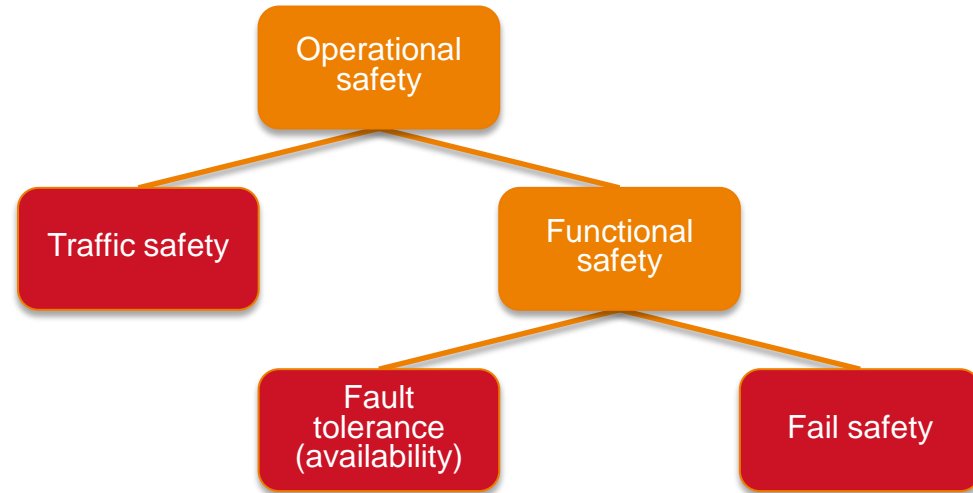 Operational
safety
Traffic safety
Functional
safety
Fault
tolerance
(availability)
Fail safety